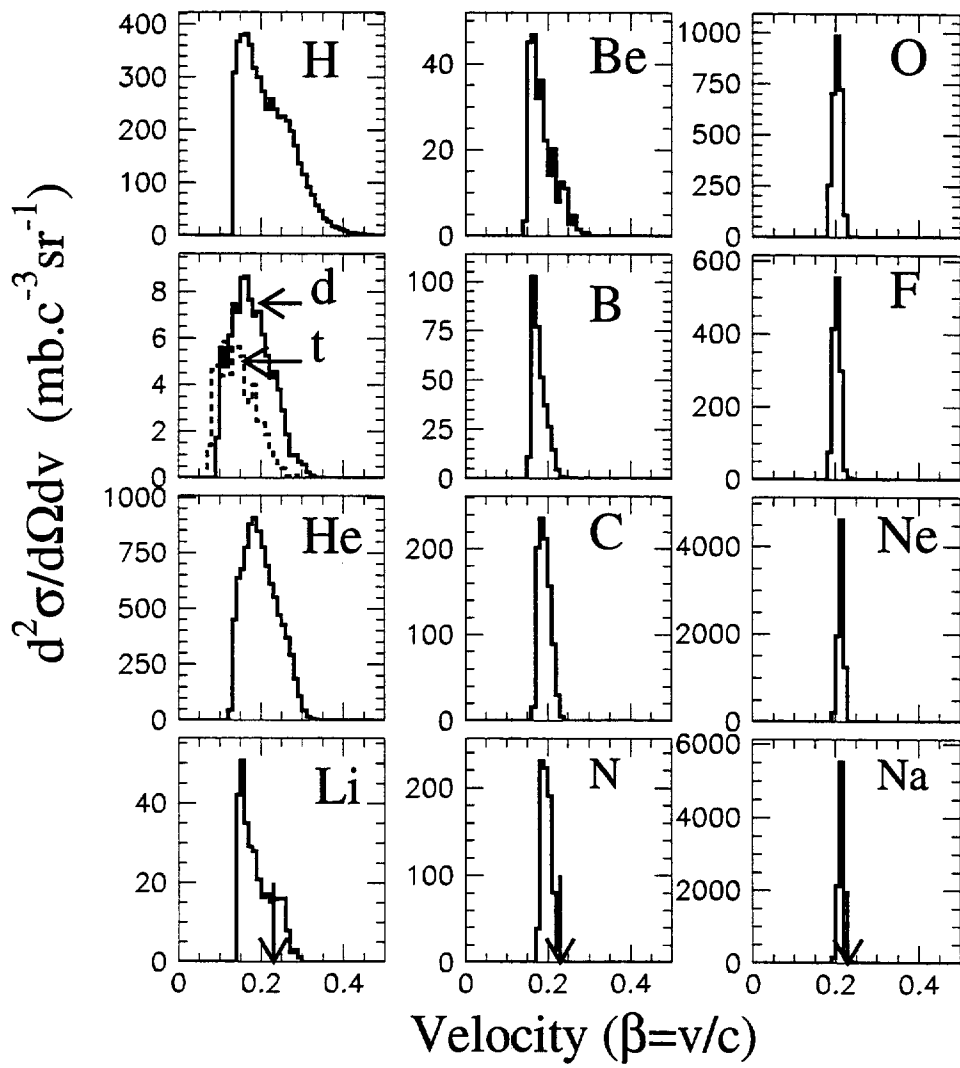 d²σ/dΩdv (mb.c⁻³sr⁻¹)
400
300
200
100
0
H
40
20
0
Be
1000
750
500
250
0
O
8
6
4
2
0
d
t
100
75
50
25
0
B
600
400
200
0
F
1000
750
500
250
0
He
200
100
0
C
4000
2000
0
Ne
40
20
0
Li
200
100
0
N
6000
4000
2000
0
Na
0 0.2 0.4
0 0.2 0.4
0 0.2 0.4
Velocity (β=v/c)